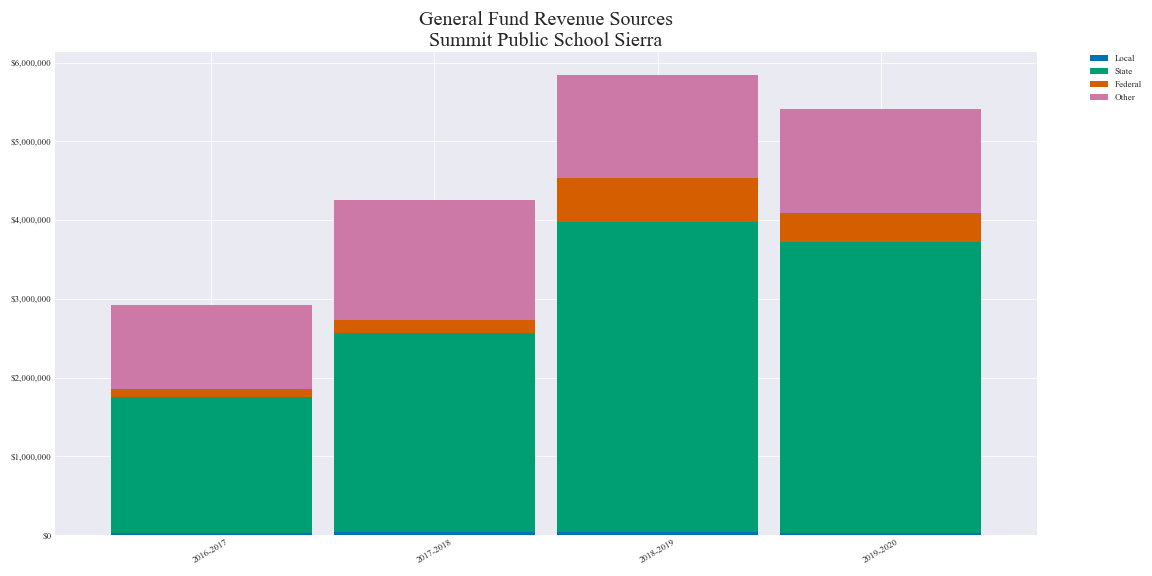 General Fund Revenue Sources
Summit Public School Sierra
$6,000,000
$5,000,000
$4,000,000
$3,000,000
$2,000,000
$1,000,000
$0
2016-2017
2017-2018
2018-2019
2019-2020
Local
State
Federal
Other